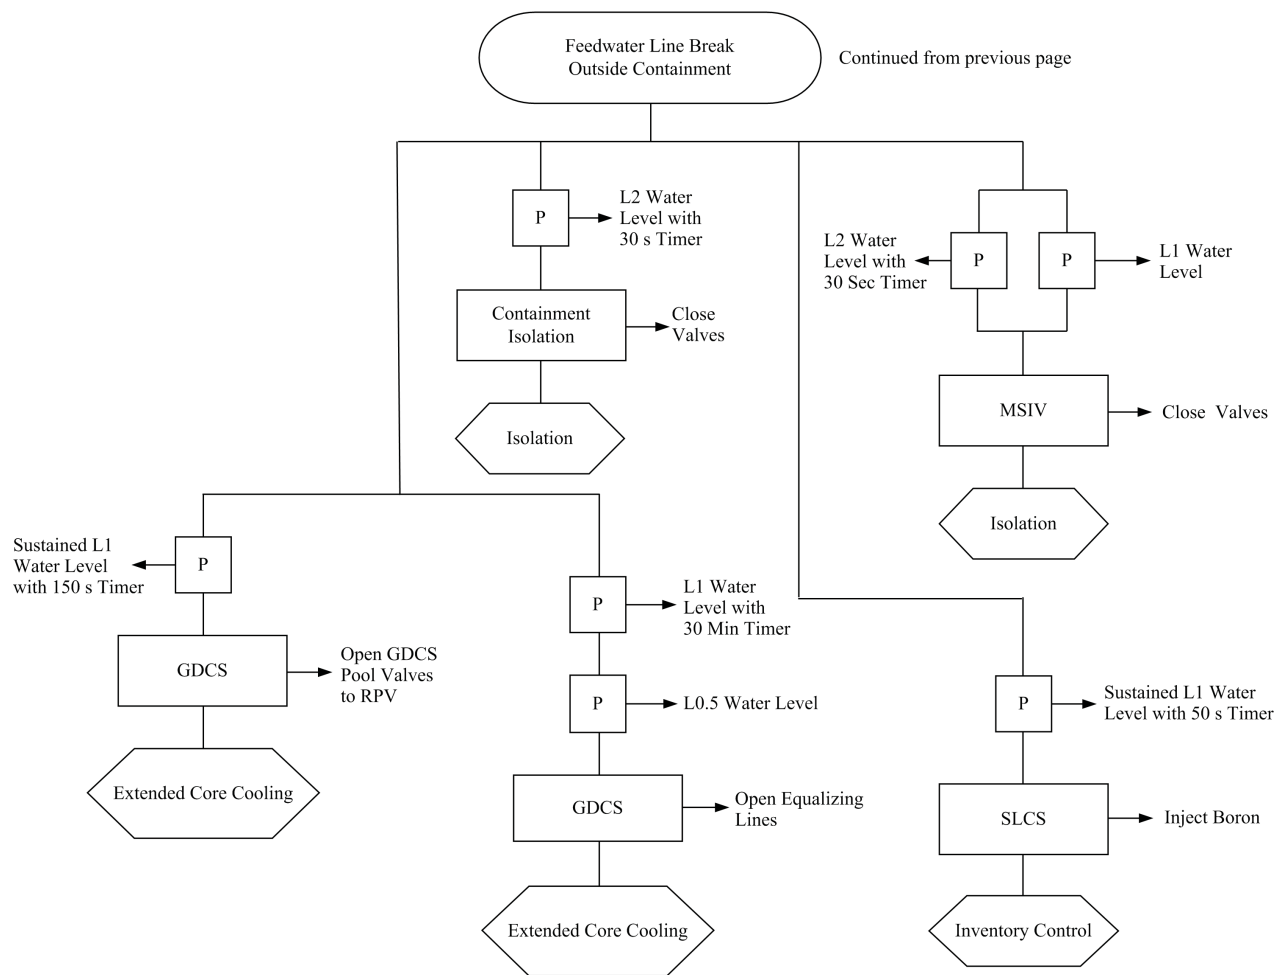 Feedwater Line Break
Outside Containment
Continued from previous page
P
L2 Water
Level with
30 s Timer
Containment
Isolation
Close
Valves
Isolation
L2 Water
Level with
30 Sec Timer
P
P
L1 Water
Level
MSIV
Close Valves
Isolation
Sustained L1
Water Level
with 150 s Timer
P
GDCS
Open GDCS
Pool Valves
to RPV
Extended Core Cooling
P
L1 Water
Level with
30 Min Timer
P
L0.5 Water Level
GDCS
Open Equalizing
Lines
Extended Core Cooling
P
Sustained L1 Water
Level with 50 s Timer
SLCS
Inject Boron
Inventory Control